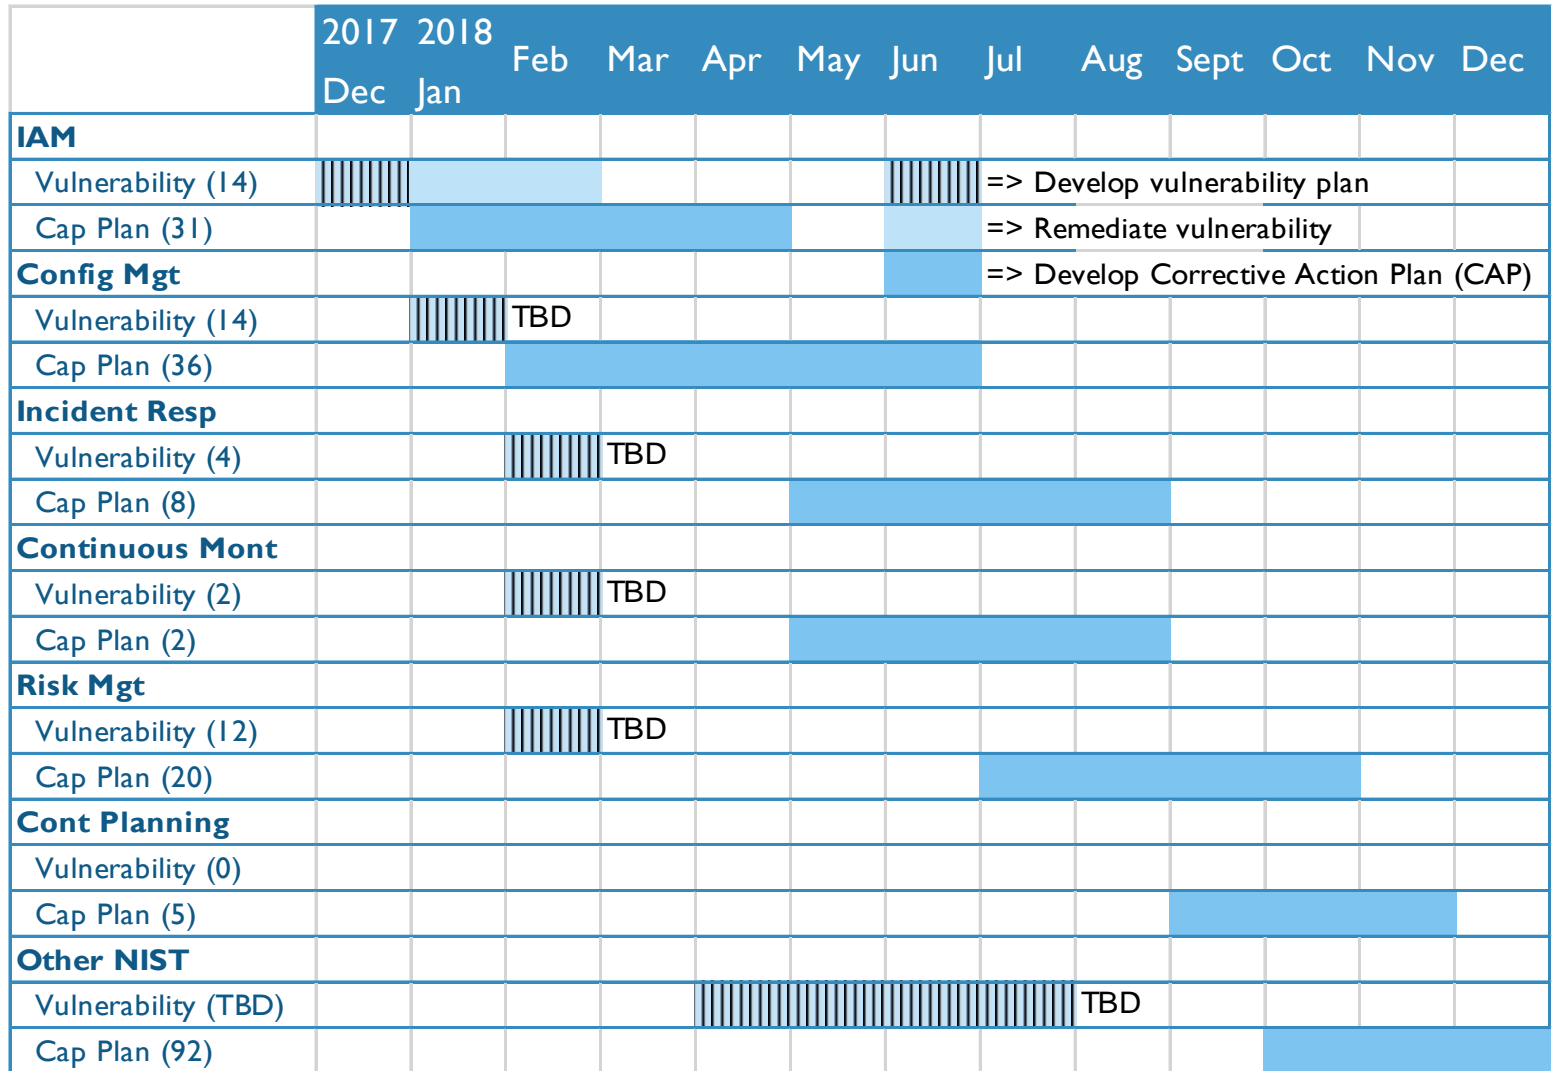 2017 2018
Dec Jan Feb Mar Apr May Jun Jul Aug Sept Oct Nov Dec
IAM
Vulnerability (14) => Develop vulnerability plan
Cap Plan (31) => Remediate vulnerability
Config Mgt => Develop Corrective Action Plan (CAP)
Vulnerability (14) TBD
Cap Plan (36)
Incident Resp
Vulnerability (4) TBD
Cap Plan (8)
Continuous Mont
Vulnerability (2) TBD
Cap Plan (2)
Risk Mgt
Vulnerability (12) TBD
Cap Plan (20)
Cont Planning
Vulnerability (0)
Cap Plan (5)
Other NIST
Vulnerability (TBD) TBD
Cap Plan (92)